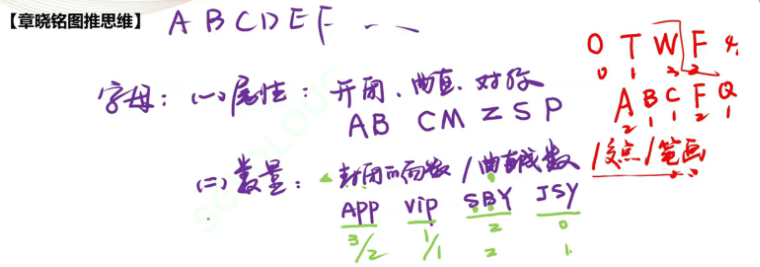 【章晓铭图推思维】 A B C D E F ...
字母：(一)属性：开闭、曲直、对称
AB CM Z S P
(二)数量：封闭面数/曲直线数
APP Vip SBY JSY
3/2 1/1 2 0
2 1
O T W F
0 1 3 2
A B C F Q
2 1 1 2 1
/交点/笔画